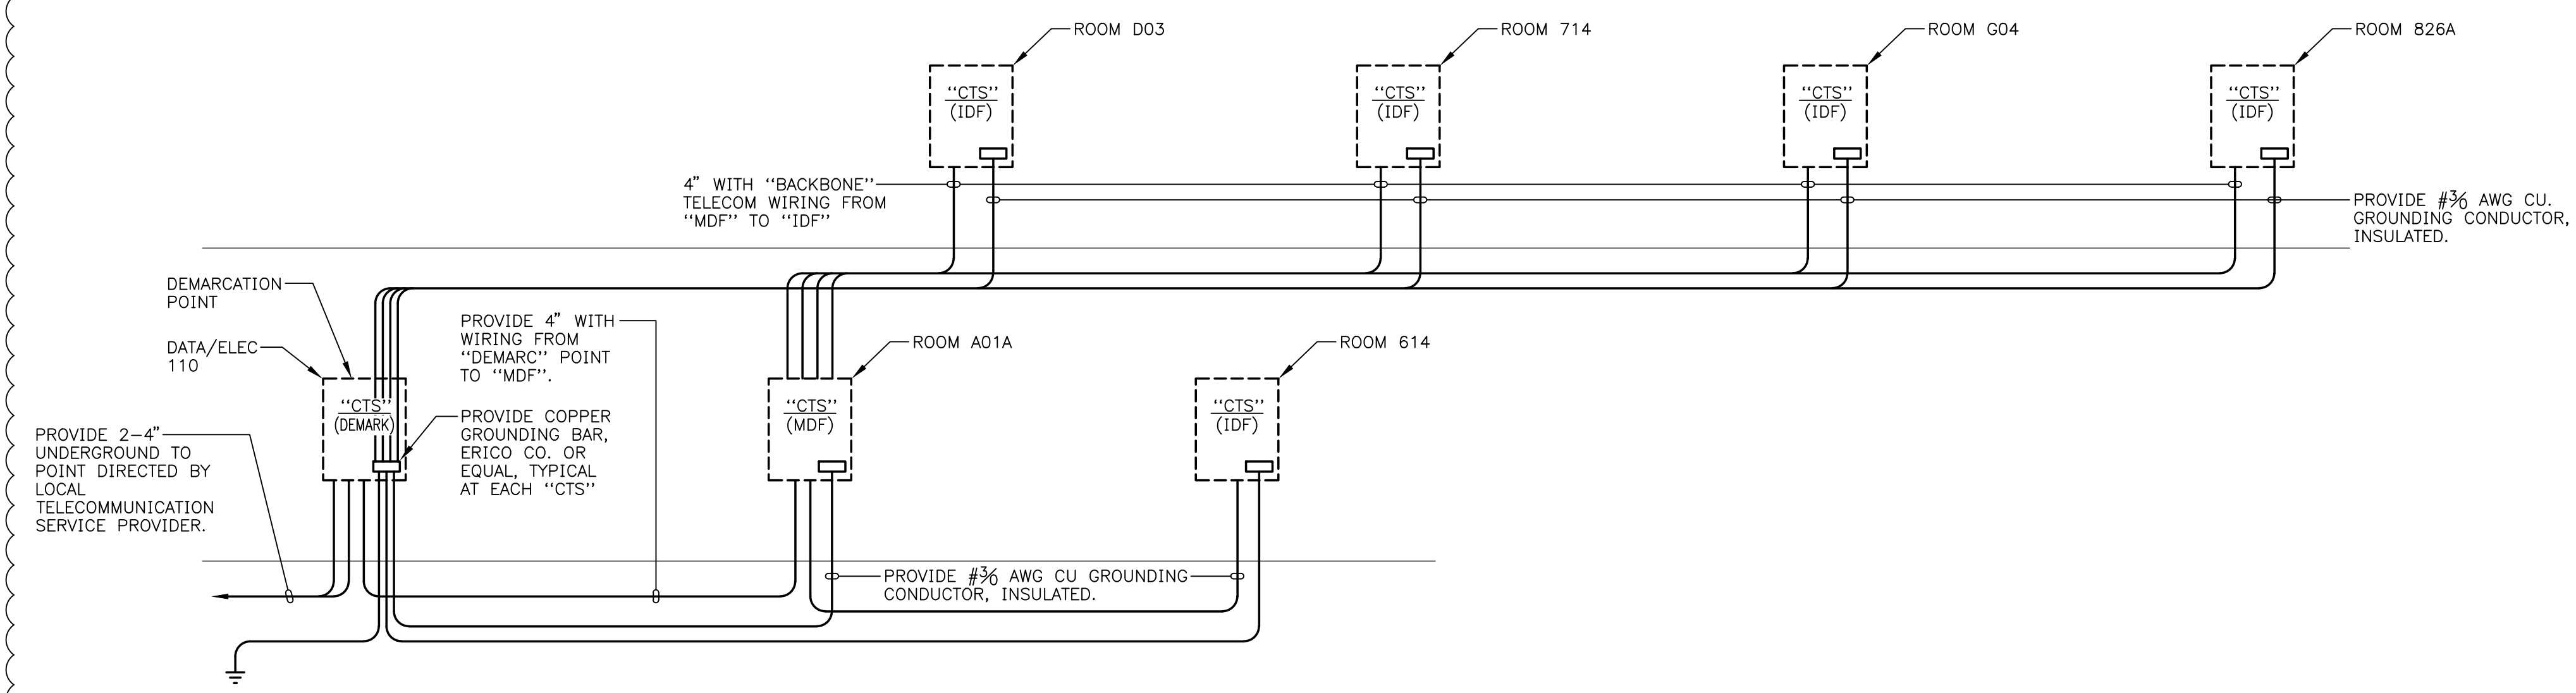 ROOM D03
ROOM 714
ROOM G04
ROOM 826A
“CTS”
(IDF)
“CTS”
(IDF)
“CTS”
(IDF)
“CTS”
(IDF)
4” WITH “BACKBONE”
TELECOM WIRING FROM
“MDF” TO “IDF”
PROVIDE #3/0 AWG CU.
GROUNDING CONDUCTOR,
INSULATED.
DEMARCATION
POINT
DATA/ELEC
110
PROVIDE 4” WITH
WIRING FROM
“DEMARC” POINT
TO “MDF”.
ROOM A01A
ROOM 614
“CTS”
(DEMARK)
PROVIDE COPPER
GROUNDING BAR,
ERICO CO. OR
EQUAL, TYPICAL
AT EACH “CTS”
“CTS”
(MDF)
“CTS”
(IDF)
PROVIDE 2-4”
UNDERGROUND TO
POINT DIRECTED BY
LOCAL
TELECOMMUNICATION
SERVICE PROVIDER.
PROVIDE #3/0 AWG CU GROUNDING
CONDUCTOR, INSULATED.